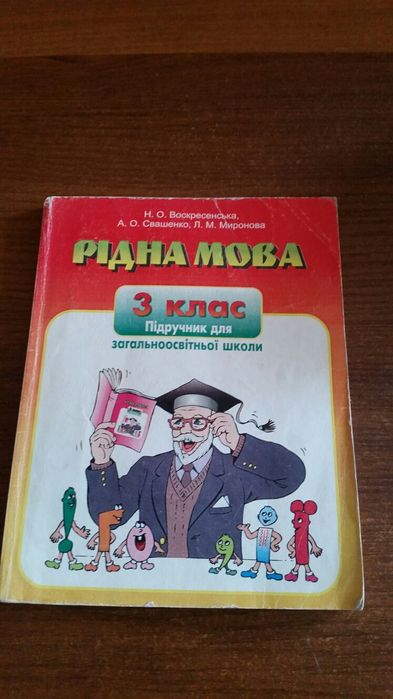 Н. О. Воскресенська,
А. О. Свашенко, Л. М. Миронова
РІДНА МОВА
3 клас
Підручник для
загальноосвітньої школи